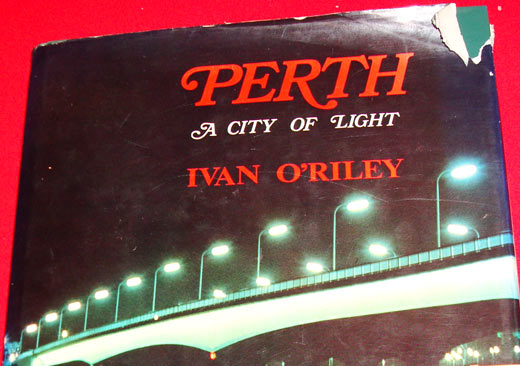 PERTH
A CITY OF LIGHT
IVAN O'RILEY